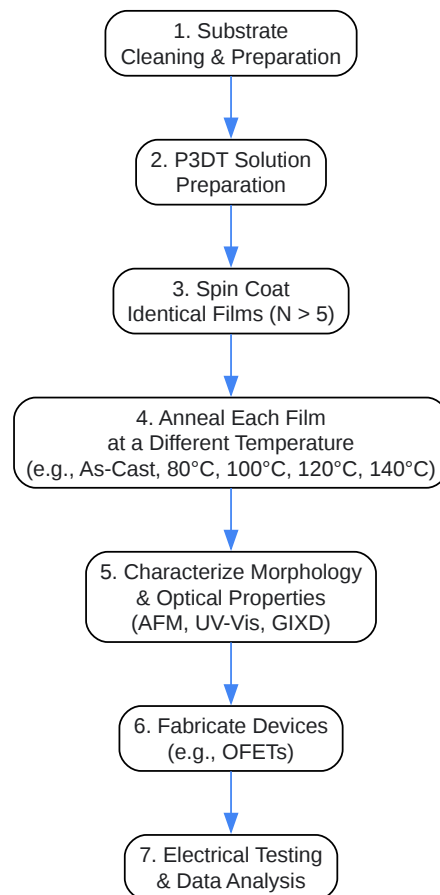 1. Substrate
Cleaning & Preparation
2. P3DT Solution
Preparation
3. Spin Coat
Identical Films (N > 5)
4. Anneal Each Film
at a Different Temperature
(e.g., As-Cast, 80°C, 100°C, 120°C, 140°C)
5. Characterize Morphology
& Optical Properties
(AFM, UV-Vis, GIXD)
6. Fabricate Devices
(e.g., OFETs)
7. Electrical Testing
& Data Analysis